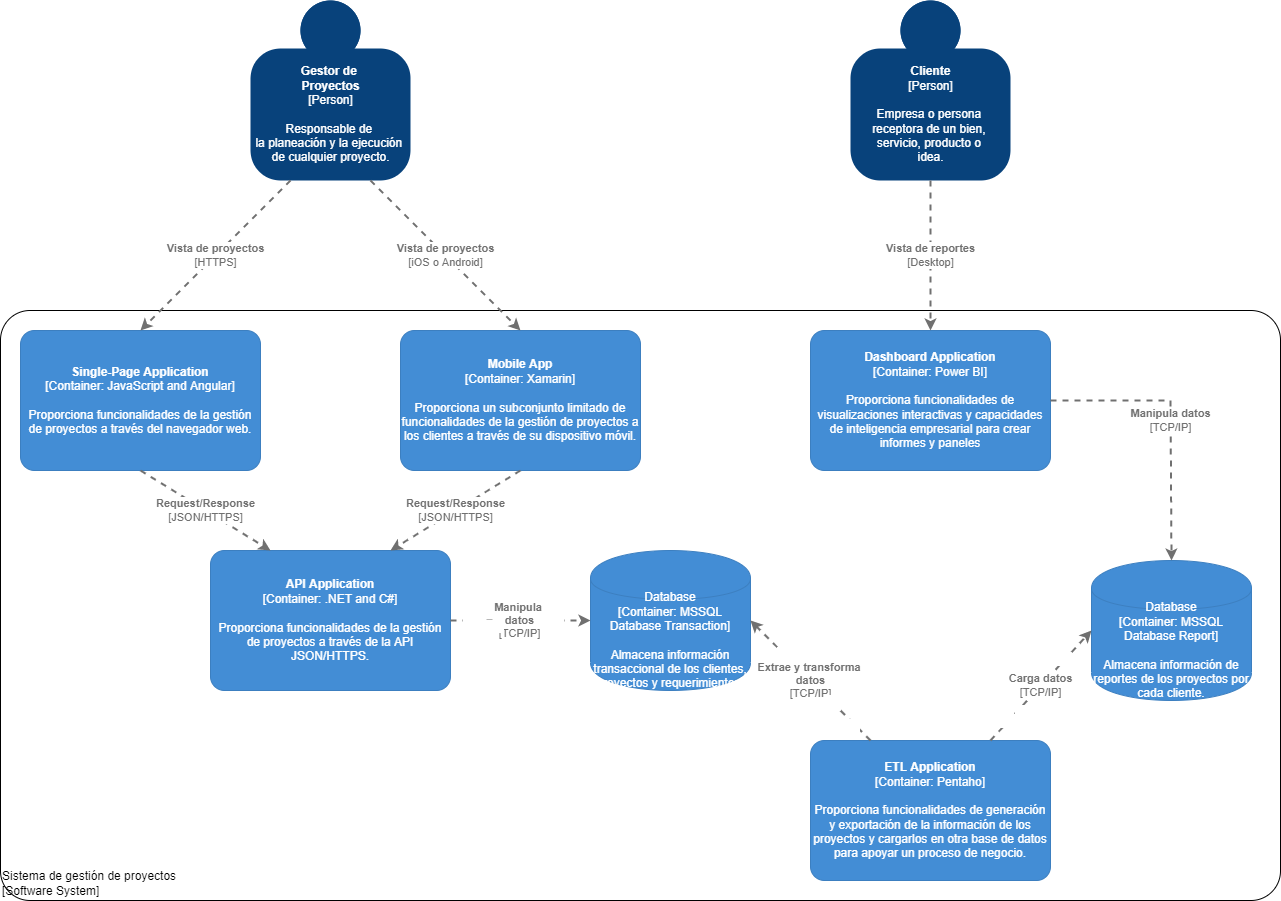 Gestor de
Proyectos
[Person]
Responsable de
la planeación y la ejecución
de cualquier proyecto.
Cliente
[Person]
Empresa o persona
receptora de un bien,
servicio, producto o
idea.
Vista de proyectos
[HTTPS]
Vista de proyectos
[iOS o Android]
Vista de reportes
[Desktop]
Single-Page Application
[Container: JavaScript and Angular]
Proporciona funcionalidades de la gestión
de proyectos a través del navegador web.
Mobile App
[Container: Xamarin]
Proporciona un subconjunto limitado de
funcionalidades de la gestión de proyectos a
los clientes a través de su dispositivo móvil.
Dashboard Application
[Container: Power BI]
Proporciona funcionalidades de
visualizaciones interactivas y capacidades
de inteligencia empresarial para crear
informes y paneles
Manipula datos
[TCP/IP]
Request/Response
[JSON/HTTPS]
Request/Response
[JSON/HTTPS]
API Application
[Container: .NET and C#]
Proporciona funcionalidades de la gestión
de proyectos a través de la API
JSON/HTTPS.
Manipula
datos
[TCP/IP]
Database
[Container: MSSQL
Database Transaction]
Almacena información
transaccional de los clientes,
Extrae y transforma
datos
[TCP/IP]
Carga datos
[TCP/IP]
Database
[Container: MSSQL
Database Report]
Almacena información de
reportes de los proyectos por
cada cliente.
ETL Application
[Container: Pentaho]
Proporciona funcionalidades de generación
y exportación de la información de los
proyectos y cargarlos en otra base de datos
para apoyar un proceso de negocio.
Sistema de gestión de proyectos
[Software System]